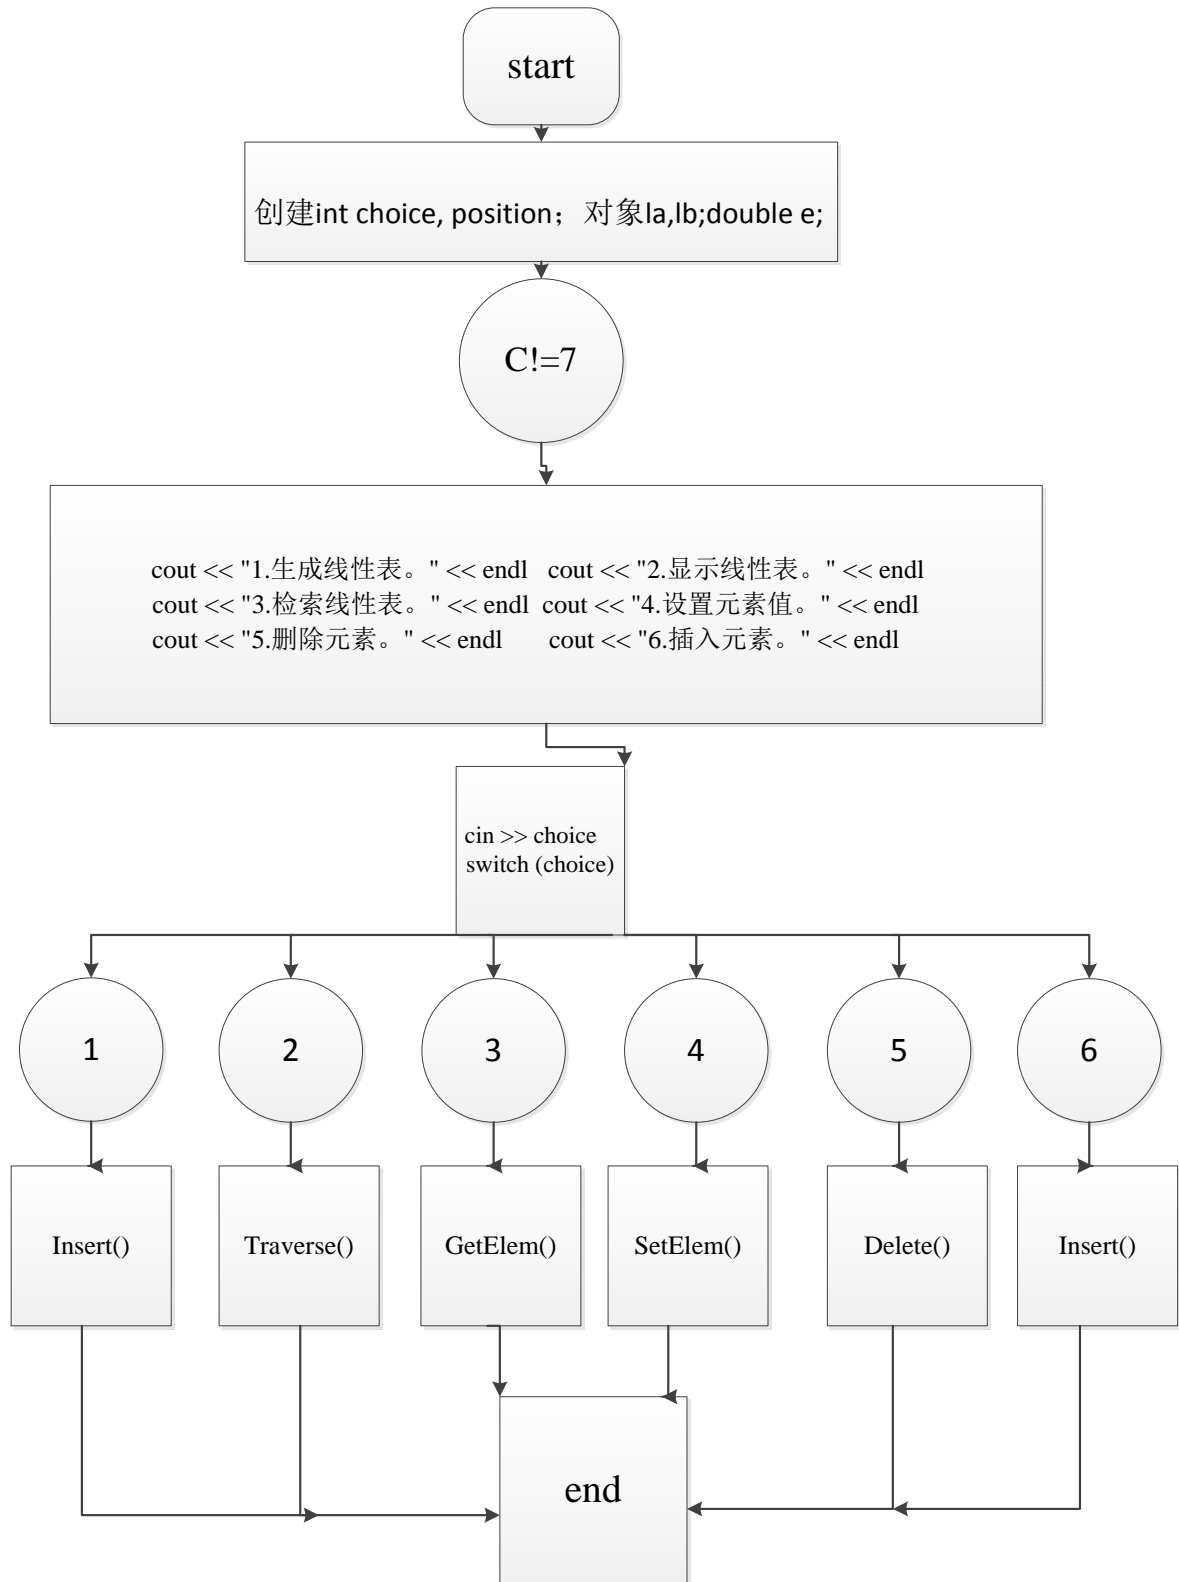 start
创建int choice, position；对象la,lb;double e;
C!=7
cout << "1.生成线性表。" << endl cout << "2.显示线性表。" << endl
cout << "3.检索线性表。" << endl cout << "4.设置元素值。" << endl
cout << "5.删除元素。" << endl cout << "6.插入元素。" << endl
cin >> choice
switch (choice)
1 2 3 4 5 6
Insert() Traverse() GetElem() SetElem() Delete() Insert()
end